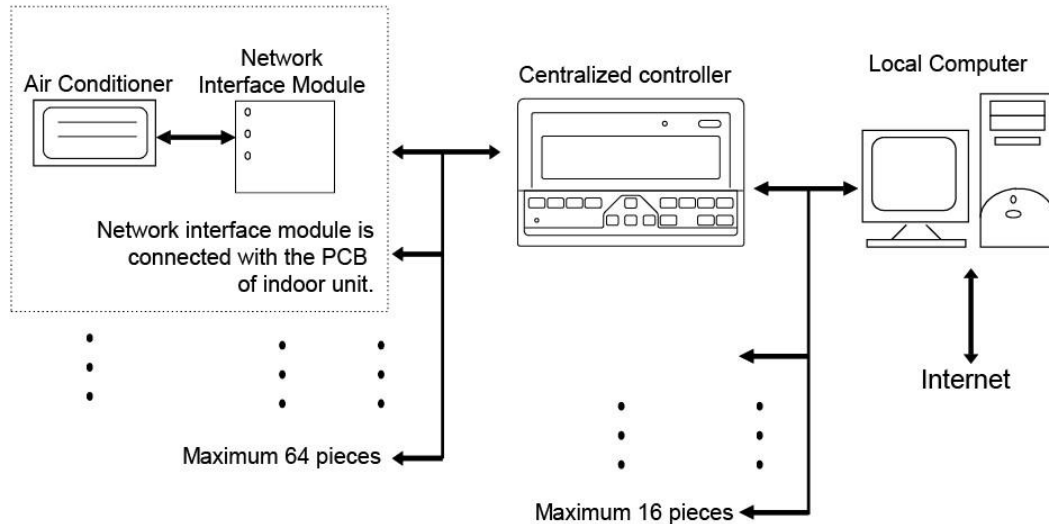 Air Conditioner
Network
Interface Module
Network interface module is
connected with the PCB
of indoor unit.
Maximum 64 pieces
Centralized controller
Maximum 16 pieces
Local Computer
Internet